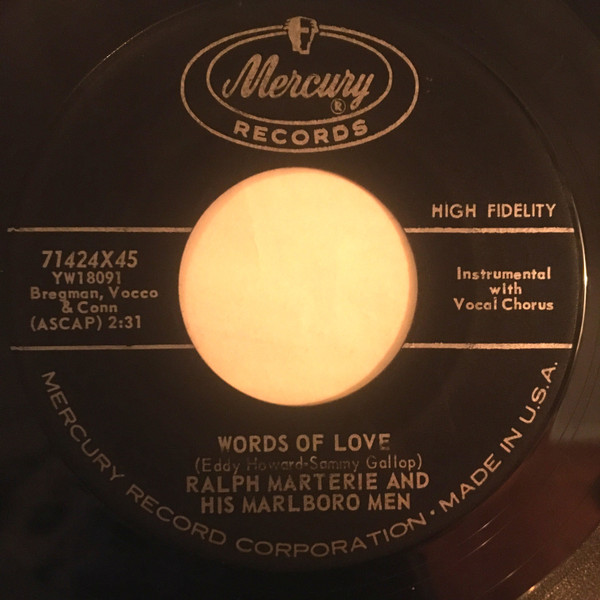 Mercury
®
RECORDS
HIGH FIDELITY
71424X45
YW18091
Bregman, Vocco
& Conn
(ASCAP) 2:31
Instrumental
with
Vocal Chorus
WORDS OF LOVE
(Eddy Howard-Sammy Gallop)
RALPH MARTERIE AND
HIS MARLBORO MEN
MERCURY RECORD CORPORATION • MADE IN U.S.A.